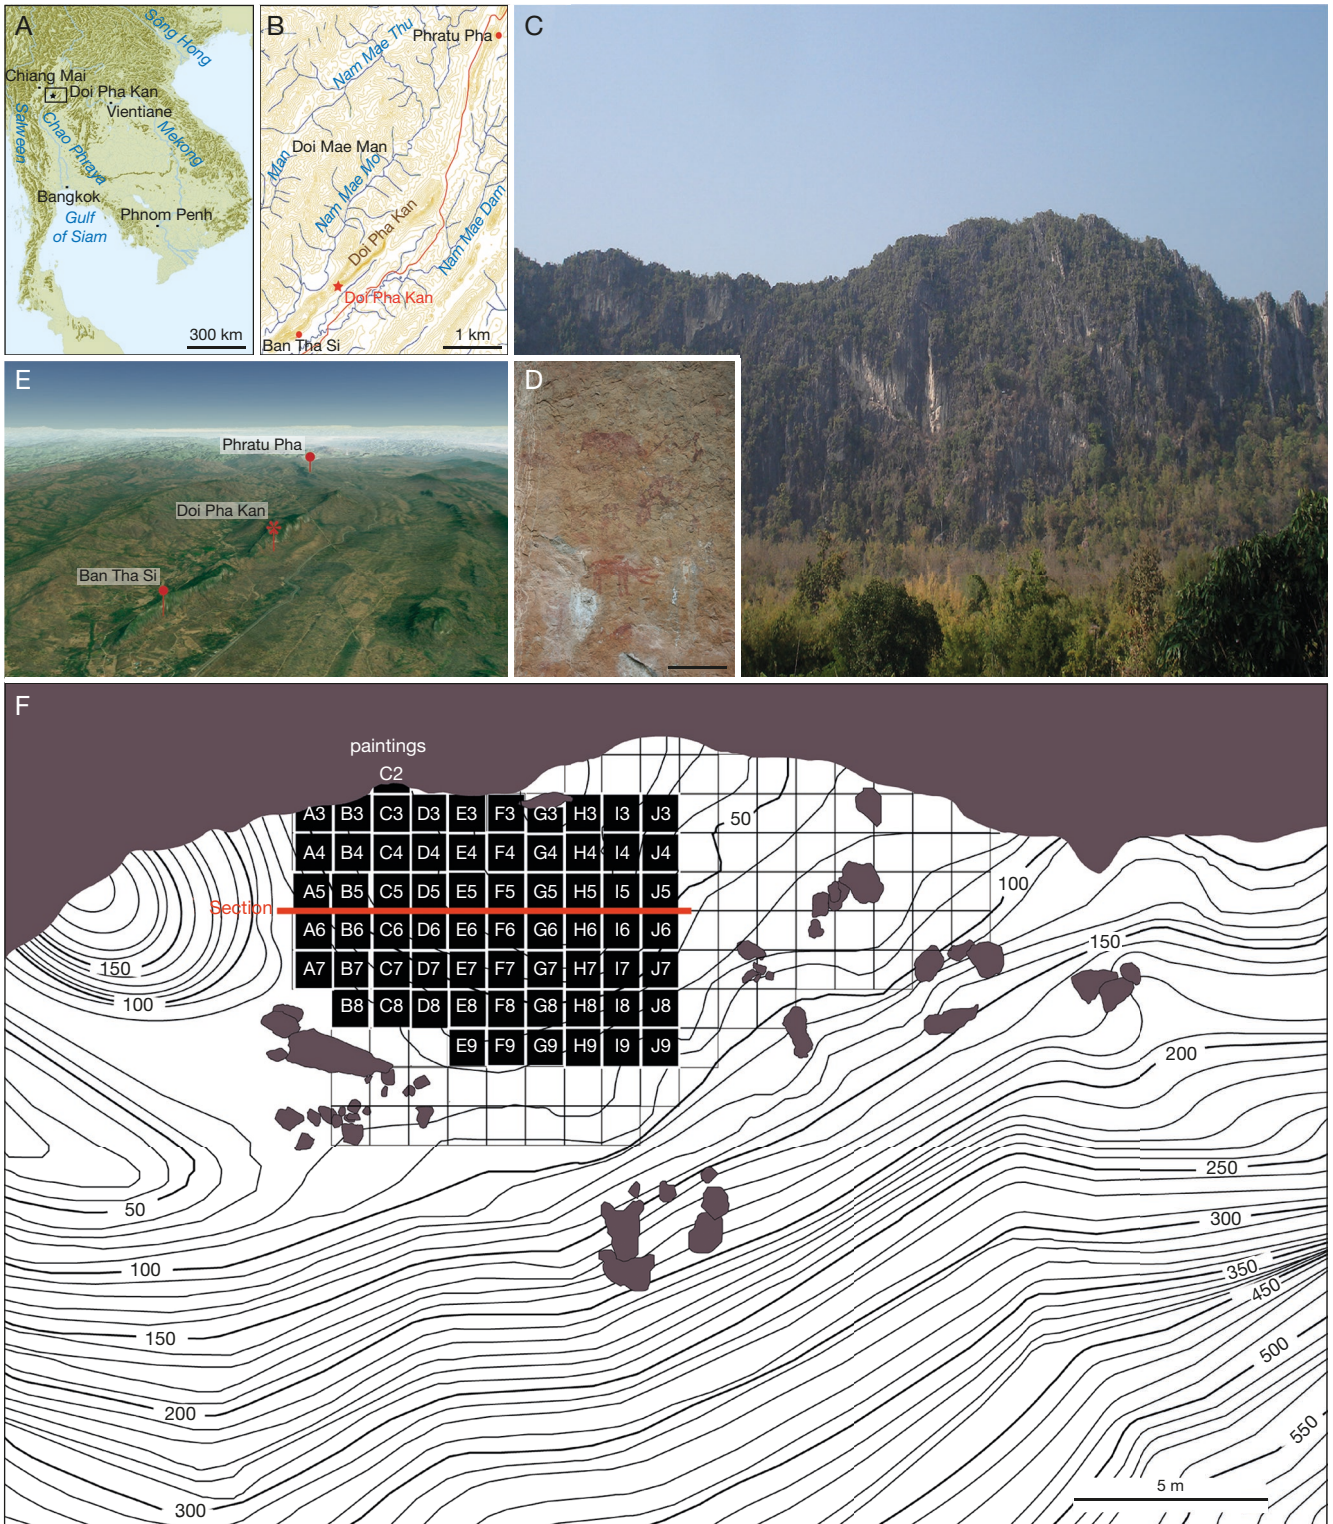 A
Song Hong
Chiang Mai
Doi Pha Kan
Vientiane
Salween
Chao Phraya
Mekong
Bangkok
Phnom Penh
Gulf
of Siam
300 km
B
Phratu Pha
Nam Mae Thu
Doi Mae Man
Man
Nam Mae Mo
Doi Pha Kan
Nam Mae Dam
Doi Pha Kan
Ban Tha Si
1 km
C
E
Phratu Pha
Doi Pha Kan
Ban Tha Si
D
F
paintings
C2
A3 B3 C3 D3 E3 F3 G3 H3 I3 J3
A4 B4 C4 D4 E4 F4 G4 H4 I4 J4
A5 B5 C5 D5 E5 F5 G5 H5 I5 J5
Section
A6 B6 C6 D6 E6 F6 G6 H6 I6 J6
A7 B7 C7 D7 E7 F7 G7 H7 I7 J7
B8 C8 D8 E8 F8 G8 H8 I8 J8
E9 F9 G9 H9 I9 J9
50
100
150
200
250
300
350
450
500
550
150
100
50
100
150
200
300
5 m